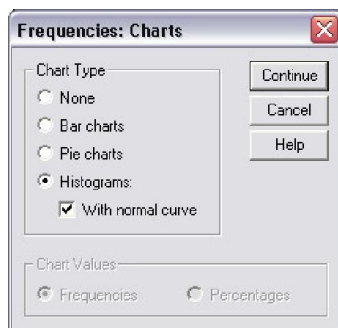 Frequencies: Charts
Chart Type
None
Bar charts
Pie charts
Histograms:
With normal curve
Continue
Cancel
Help
Chart Values
Frequencies
Percentages